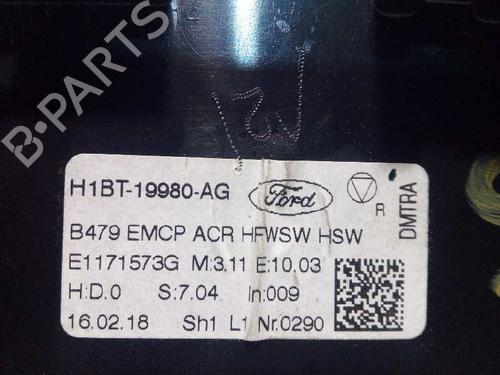 B-PARTS
H1BT-19980-AG Ford R
DMTRA
B479 EMCP ACR HFWSW HSW
E1171573G M:3.11 E:10.03
H:D.0 S:7.04 In:009
16.02.18 Sh1 L1 Nr.0290